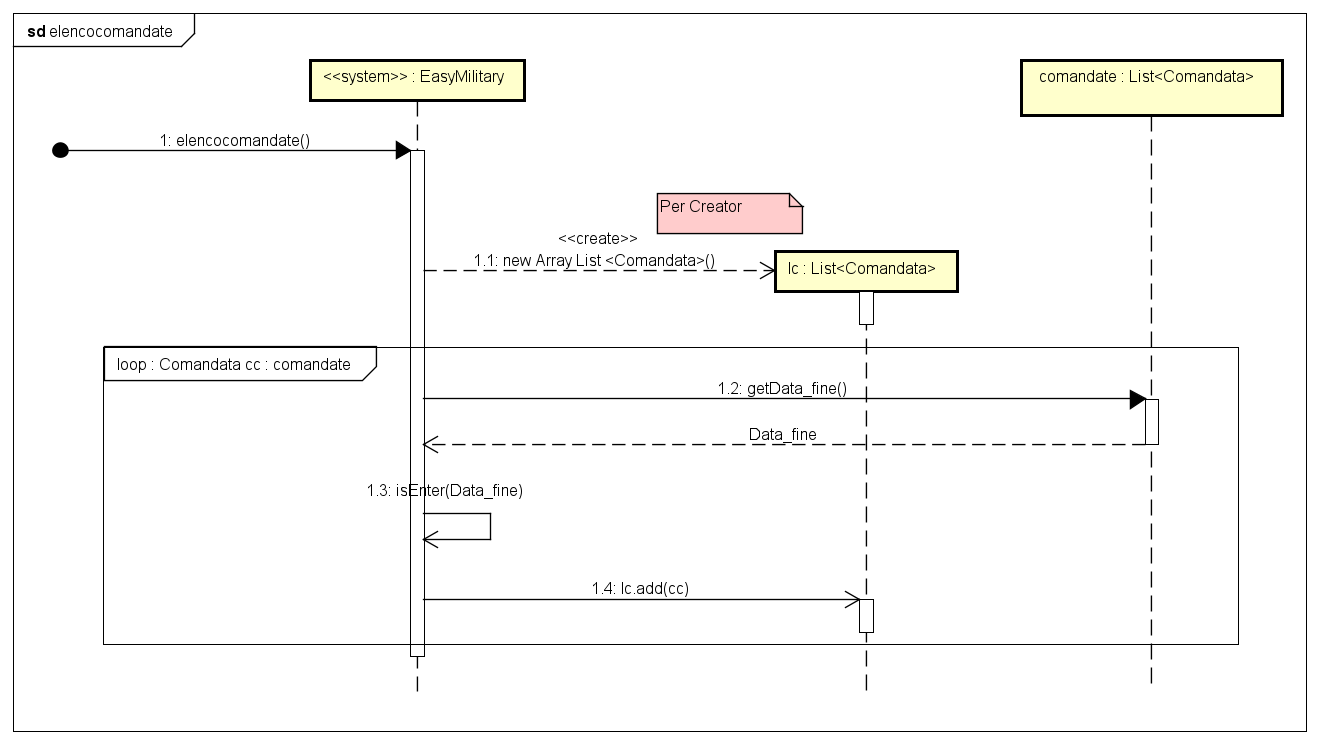 sd elencocomandate
<<system>> : EasyMilitary
comandate : List<Comandata>
1: elencocomandate()
Per Creator
<<create>>
1.1: new Array List <Comandata>()
lc : List<Comandata>
loop : Comandata cc : comandate
1.2: getData_fine()
Data_fine
1.3: isEnter(Data_fine)
1.4: lc.add(cc)